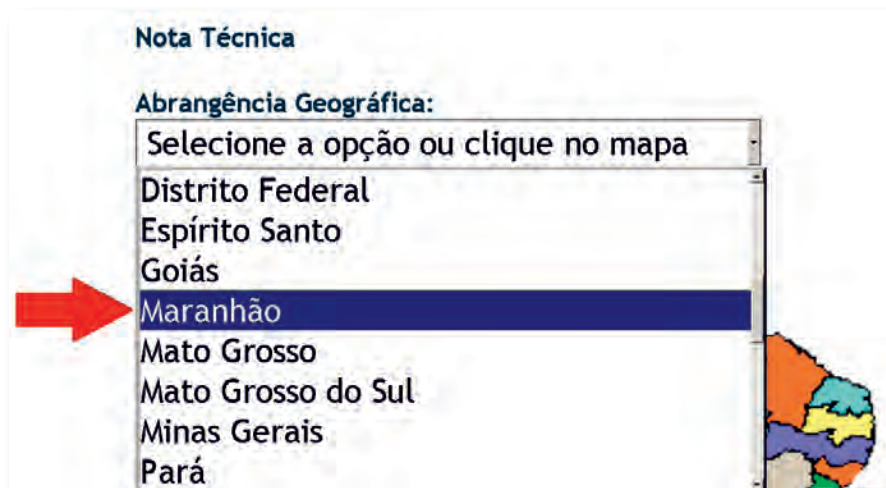 Nota Técnica
Abrangência Geográfica:
Selecione a opção ou clique no mapa
Distrito Federal
Espírito Santo
Goiás
Maranhão
Mato Grosso
Mato Grosso do Sul
Minas Gerais
Pará